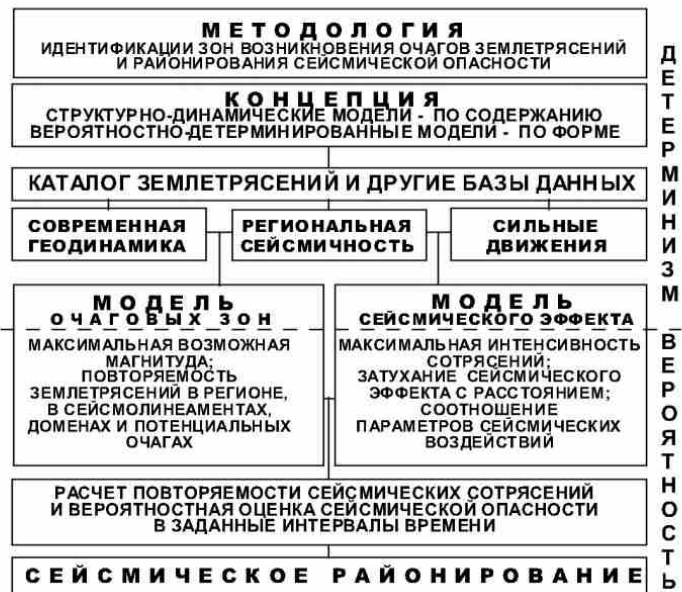 МЕТОДОЛОГИЯ
ИДЕНТИФИКАЦИИ ЗОН ВОЗНИКНОВЕНИЯ ОЧАГОВ ЗЕМЛЕТРЯСЕНИЙ
И РАЙОНИРОВАНИЯ СЕЙСМИЧЕСКОЙ ОПАСНОСТИ
КОНЦЕПЦИЯ
СТРУКТУРНО-ДИНАМИЧЕСКИЕ МОДЕЛИ - ПО СОДЕРЖАНИЮ
ВЕРОЯТНОСТНО-ДЕТЕРМИНИРОВАННЫЕ МОДЕЛИ - ПО ФОРМЕ
КАТАЛОГ ЗЕМЛЕТРЯСЕНИЙ И ДРУГИЕ БАЗЫ ДАННЫХ
СОВРЕМЕННАЯ
ГЕОДИНАМИКА
РЕГИОНАЛЬНАЯ
СЕЙСМИЧНОСТЬ
СИЛЬНЫЕ
ДВИЖЕНИЯ
МОДЕЛЬ
ОЧАГОВЫХ ЗОН
МАКСИМАЛЬНАЯ ВОЗМОЖНАЯ
МАГНИТУДА;
ПОВТОРЯЕМОСТЬ
ЗЕМЛЕТРЯСЕНИЙ В РЕГИОНЕ,
В СЕЙСМОЛИНЕАМЕНТАХ,
ДОМЕНАХ И ПОТЕНЦИАЛЬНЫХ
ОЧАГАХ
МОДЕЛЬ
СЕЙСМИЧЕСКОГО ЭФФЕКТА
МАКСИМАЛЬНАЯ ИНТЕНСИВНОСТЬ
СОТРЯСЕНИЙ;
ЗАТУХАНИЕ СЕЙСМИЧЕСКОГО
ЭФФЕКТА С РАССТОЯНИЕМ;
СООТНОШЕНИЕ
ПАРАМЕТРОВ СЕЙСМИЧЕСКИХ
ВОЗДЕЙСТВИЙ
РАСЧЕТ ПОВТОРЯЕМОСТИ СЕЙСМИЧЕСКИХ СОТРЯСЕНИЙ
И ВЕРОЯТНОСТНАЯ ОЦЕНКА СЕЙСМИЧЕСКОЙ ОПАСНОСТИ
В ЗАДАННЫЕ ИНТЕРВАЛЫ ВРЕМЕНИ
СЕЙСМИЧЕСКОЕ РАЙОНИРОВАНИЕ
ДЕТЕРМИНИЗМ
ВЕРОЯТНОСТЬ